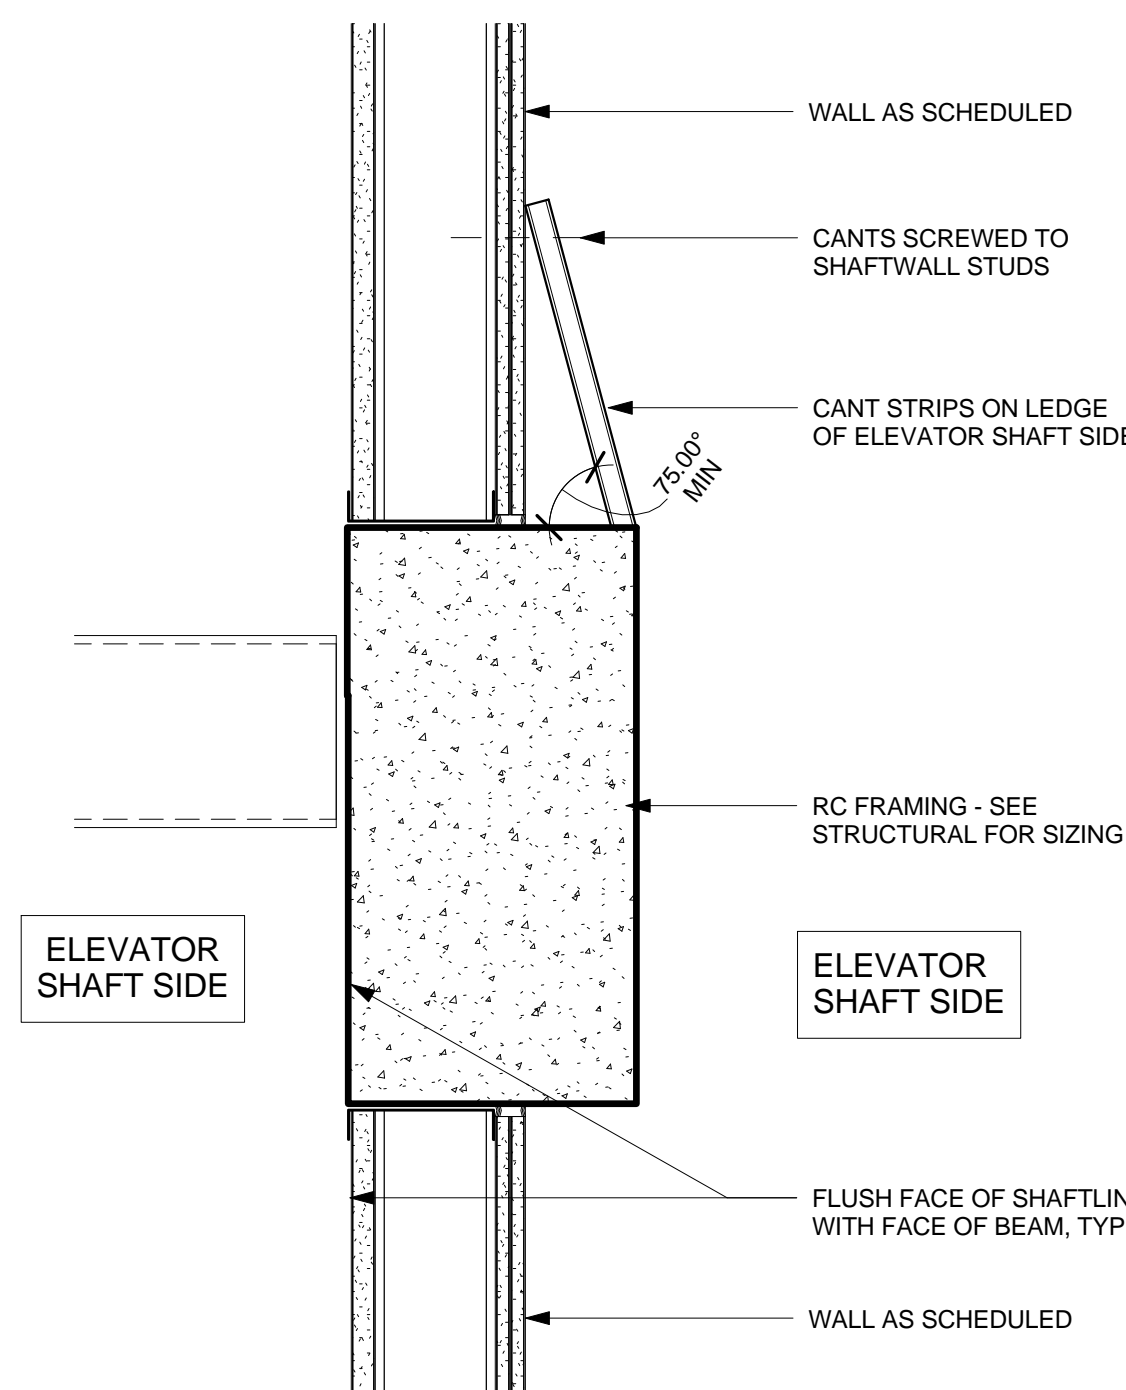 WALL AS SCHEDULED
CANTS SCREWED TO
SHAFTWALL STUDS
CANT STRIPS ON LEDGE
OF ELEVATOR SHAFT SIDE
75.00°
MIN
RC FRAMING - SEE
STRUCTURAL FOR SIZING
ELEVATOR
SHAFT SIDE
ELEVATOR
SHAFT SIDE
FLUSH FACE OF
WITH FACE OF BEAM, TYP
WALL AS SCHEDULED